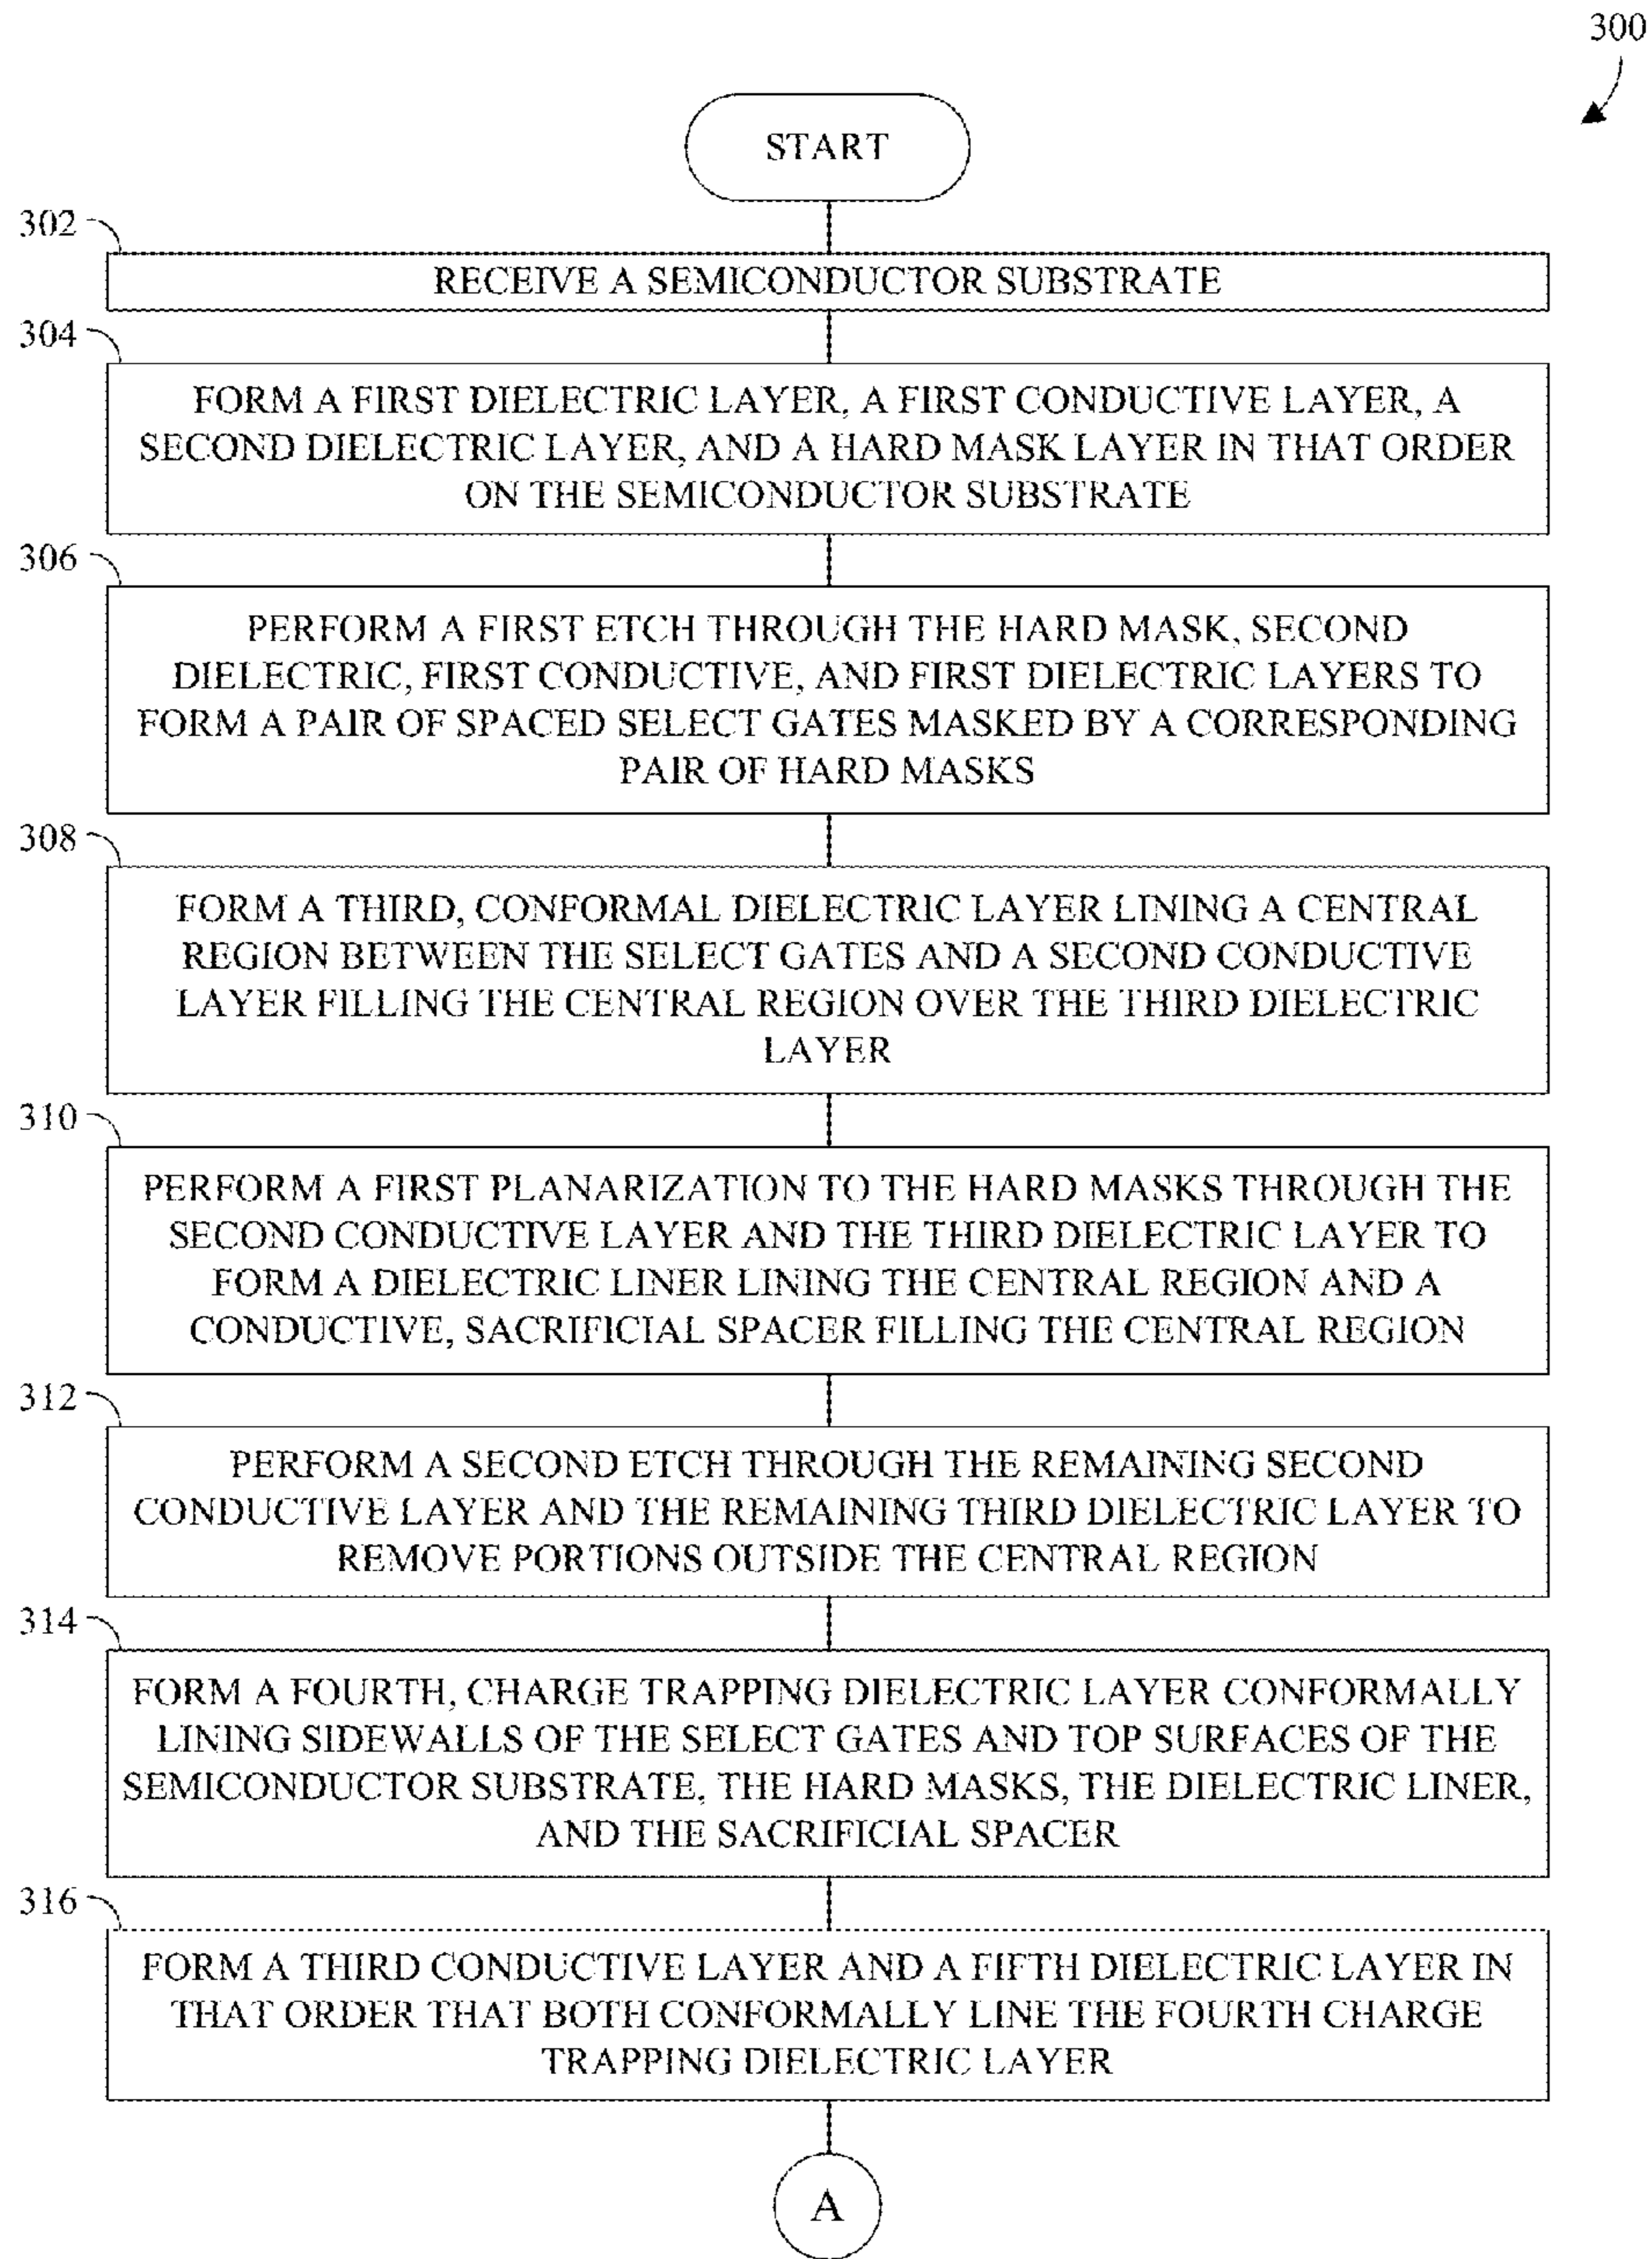 300
START
302
RECEIVE A SEMICONDUCTOR SUBSTRATE
304
FORM A FIRST DIELECTRIC LAYER, A FIRST CONDUCTIVE LAYER, A
SECOND DIELECTRIC LAYER, AND A HARD MASK LAYER IN THAT ORDER
ON THE SEMICONDUCTOR SUBSTRATE
306
PERFORM A FIRST ETCH THROUGH THE HARD MASK, SECOND
DIELECTRIC, FIRST CONDUCTIVE, AND FIRST DIELECTRIC LAYERS TO
FORM A PAIR OF SPACED SELECT GATES MASKED BY A CORRESPONDING
PAIR OF HARD MASKS
308
FORM A THIRD, CONFORMAL DIELECTRIC LAYER LINING A CENTRAL
REGION BETWEEN THE SELECT GATES AND A SECOND CONDUCTIVE
LAYER FILLING THE CENTRAL REGION OVER THE THIRD DIELECTRIC
LAYER
310
PERFORM A FIRST PLANARIZATION TO THE HARD MASKS THROUGH THE
SECOND CONDUCTIVE LAYER AND THE THIRD DIELECTRIC LAYER TO
FORM A DIELECTRIC LINER LINING THE CENTRAL REGION AND A
CONDUCTIVE, SACRIFICIAL SPACER FILLING THE CENTRAL REGION
312
PERFORM A SECOND ETCH THROUGH THE REMAINING SECOND
CONDUCTIVE LAYER AND THE REMAINING THIRD DIELECTRIC LAYER TO
REMOVE PORTIONS OUTSIDE THE CENTRAL REGION
314
FORM A FOURTH, CHARGE TRAPPING DIELECTRIC LAYER CONFORMALLY
LINING SIDEWALLS OF THE SELECT GATES AND TOP SURFACES OF THE
SEMICONDUCTOR SUBSTRATE, THE HARD MASKS, THE DIELECTRIC LINER,
AND THE SACRIFICIAL SPACER
316
FORM A THIRD CONDUCTIVE LAYER AND A FIFTH DIELECTRIC LAYER IN
THAT ORDER THAT BOTH CONFORMALLY LINE THE FOURTH CHARGE
TRAPPING DIELECTRIC LAYER
A